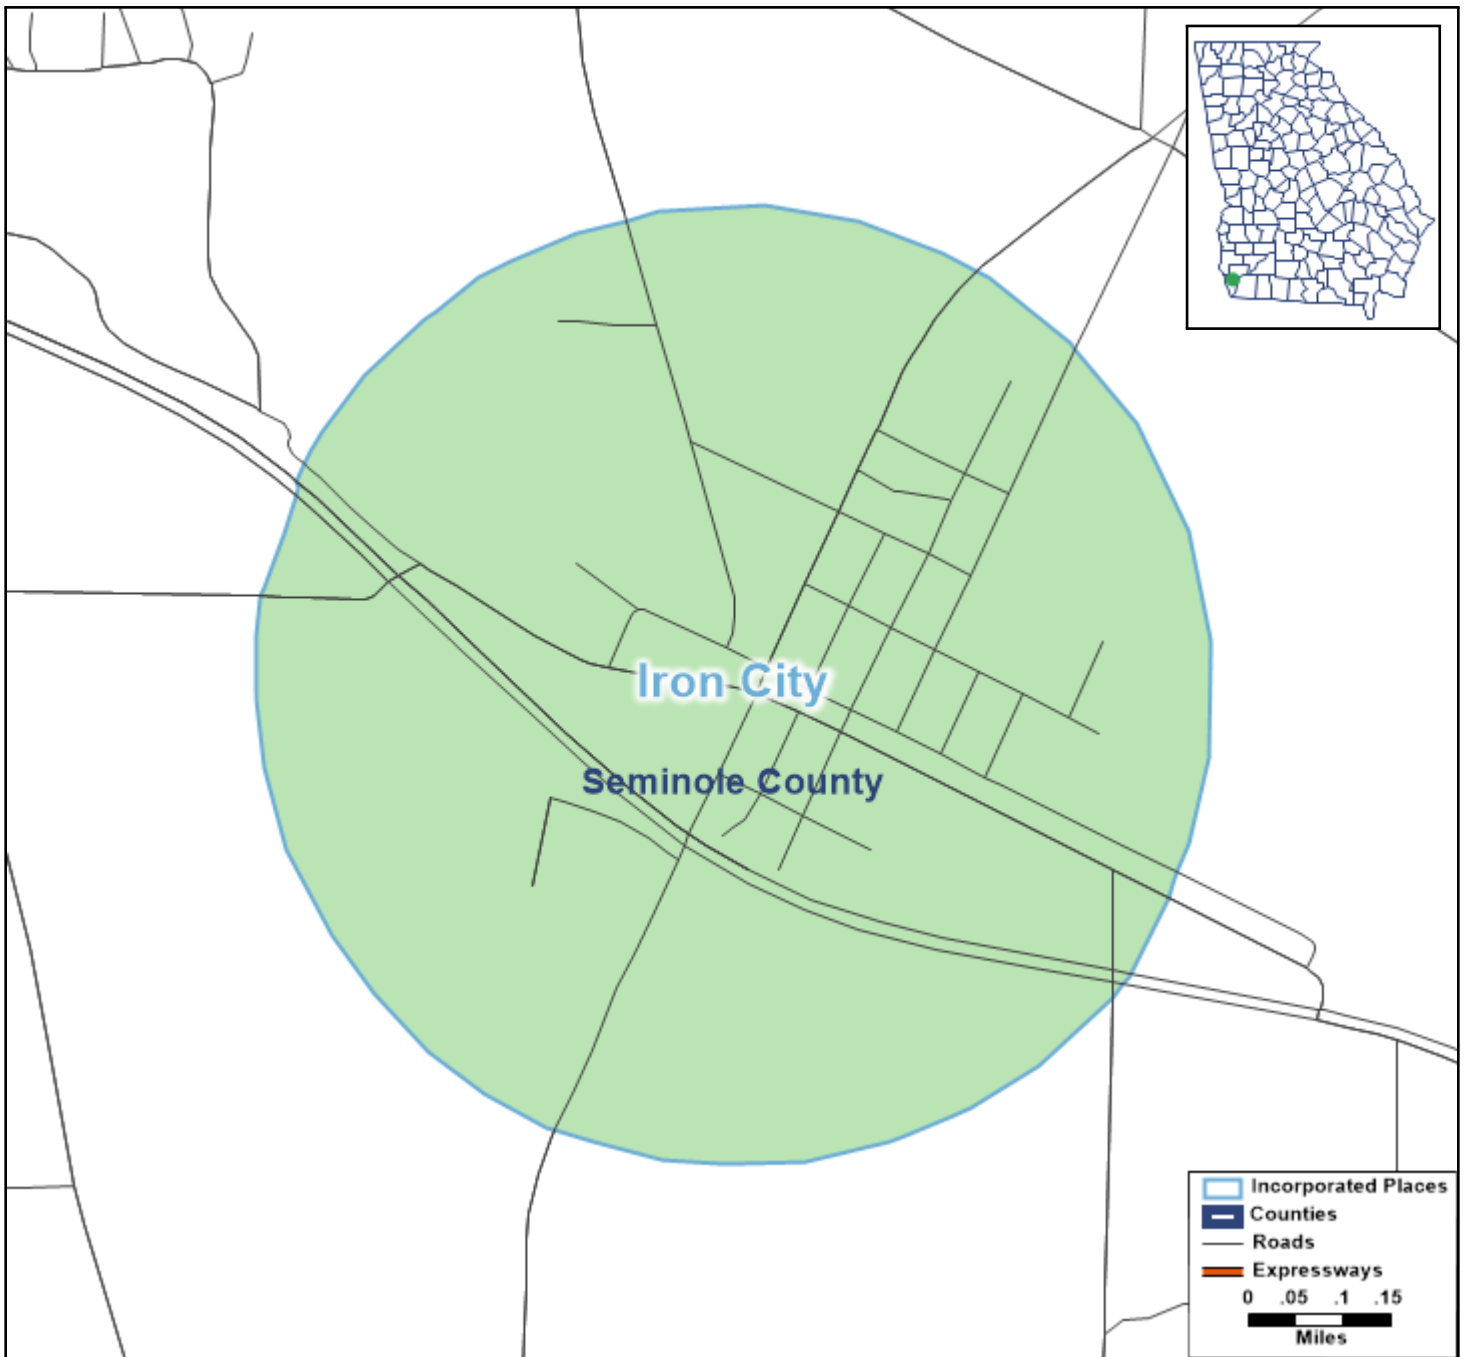 Iron City
Seminole County
Incorporated Places
Counties
Roads
Expressways
0 .05 .1 .15
Miles